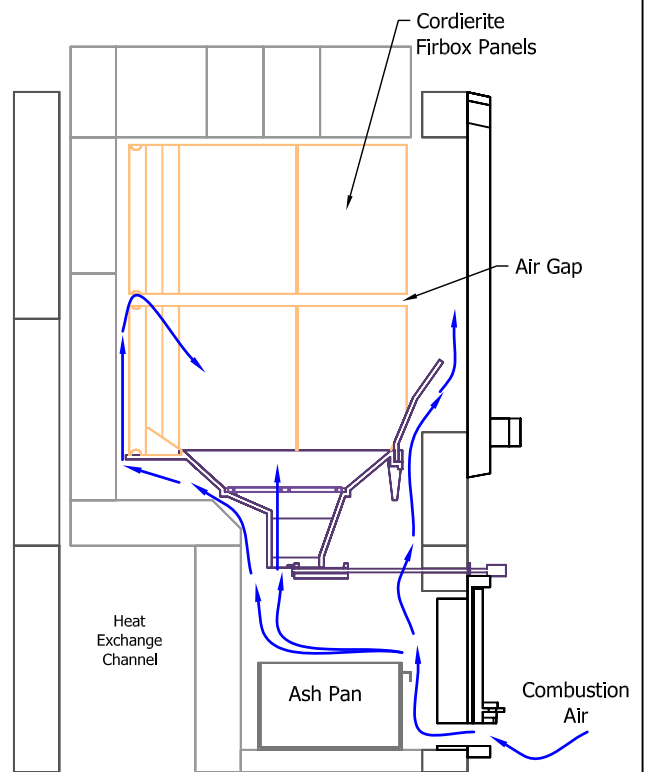 Cordierite
Firbox Panels
Air Gap
Heat
Exchange
Channel
Ash Pan
Combustion
Air